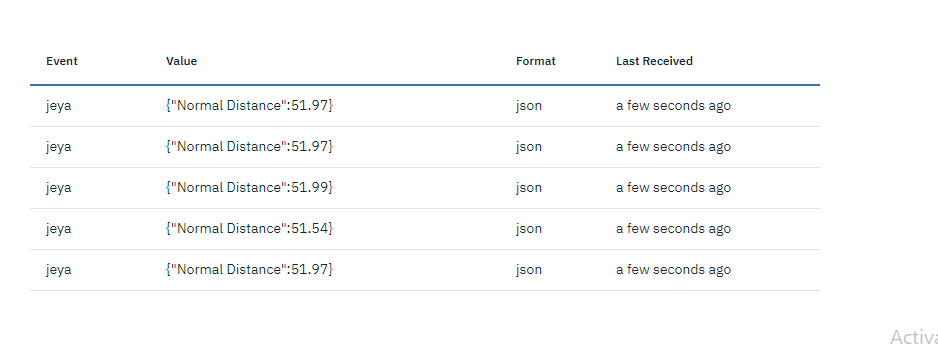 Event Value Format Last Received
jeya {"Normal Distance":51.97} json a few seconds ago
jeya {"Normal Distance":51.97} json a few seconds ago
jeya {"Normal Distance":51.99} json a few seconds ago
jeya {"Normal Distance":51.54} json a few seconds ago
jeya {"Normal Distance":51.97} json a few seconds ago
Activa